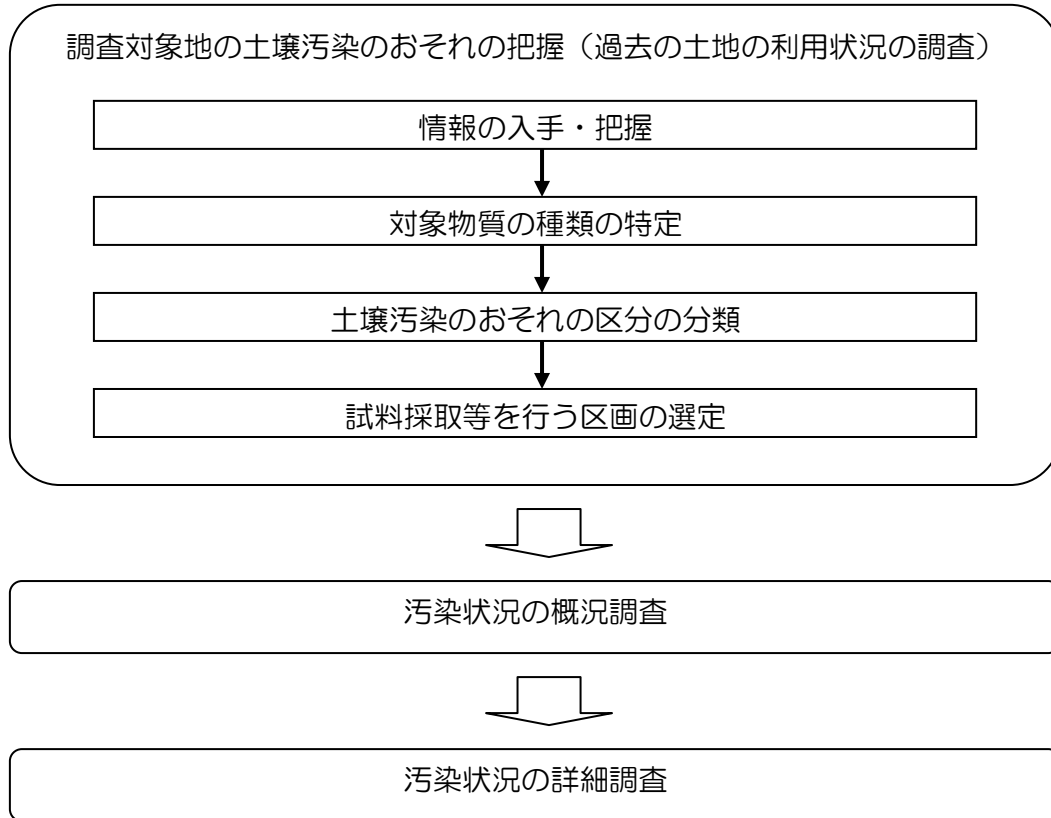 調査対象地の土壌汚染のおそれの把握（過去の土地の利用状況の調査）
情報の入手・把握
対象物質の種類の特定
土壌汚染のおそれの区分の分類
試料採取等を行う区画の選定
汚染状況の概況調査
汚染状況の詳細調査